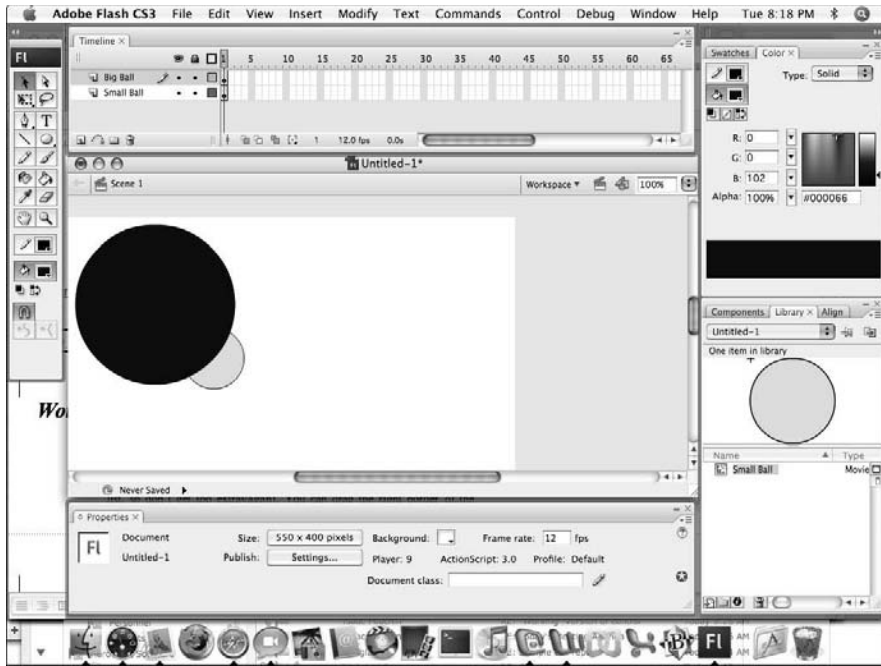 Adobe Flash CS3 File Edit View Insert Modify Text Commands Control Debug Window Help Tue 8:18 PM
Timeline ×
5 10 15 20 25 30 35 40 45 50 55 60 65
Big Ball
Small Ball
1 12.0 fps 0.0s
Fl
T
Untitled-1*
Scene 1
Workspace ▾ 100%
Swatches Color ×
Type: Solid
R: 0
G: 0
B: 102
Alpha: 100% #000066
Components Library × Align
Untitled-1
One item in library
Name Type
Small Ball Movie
Wo
Never Saved
Properties ×
Fl
Document
Untitled-1
Size: 550 x 400 pixels Background: Frame rate: 12 fps
Publish: Settings... Player: 9 ActionScript: 3.0 Profile: Default
Document class:
Fl